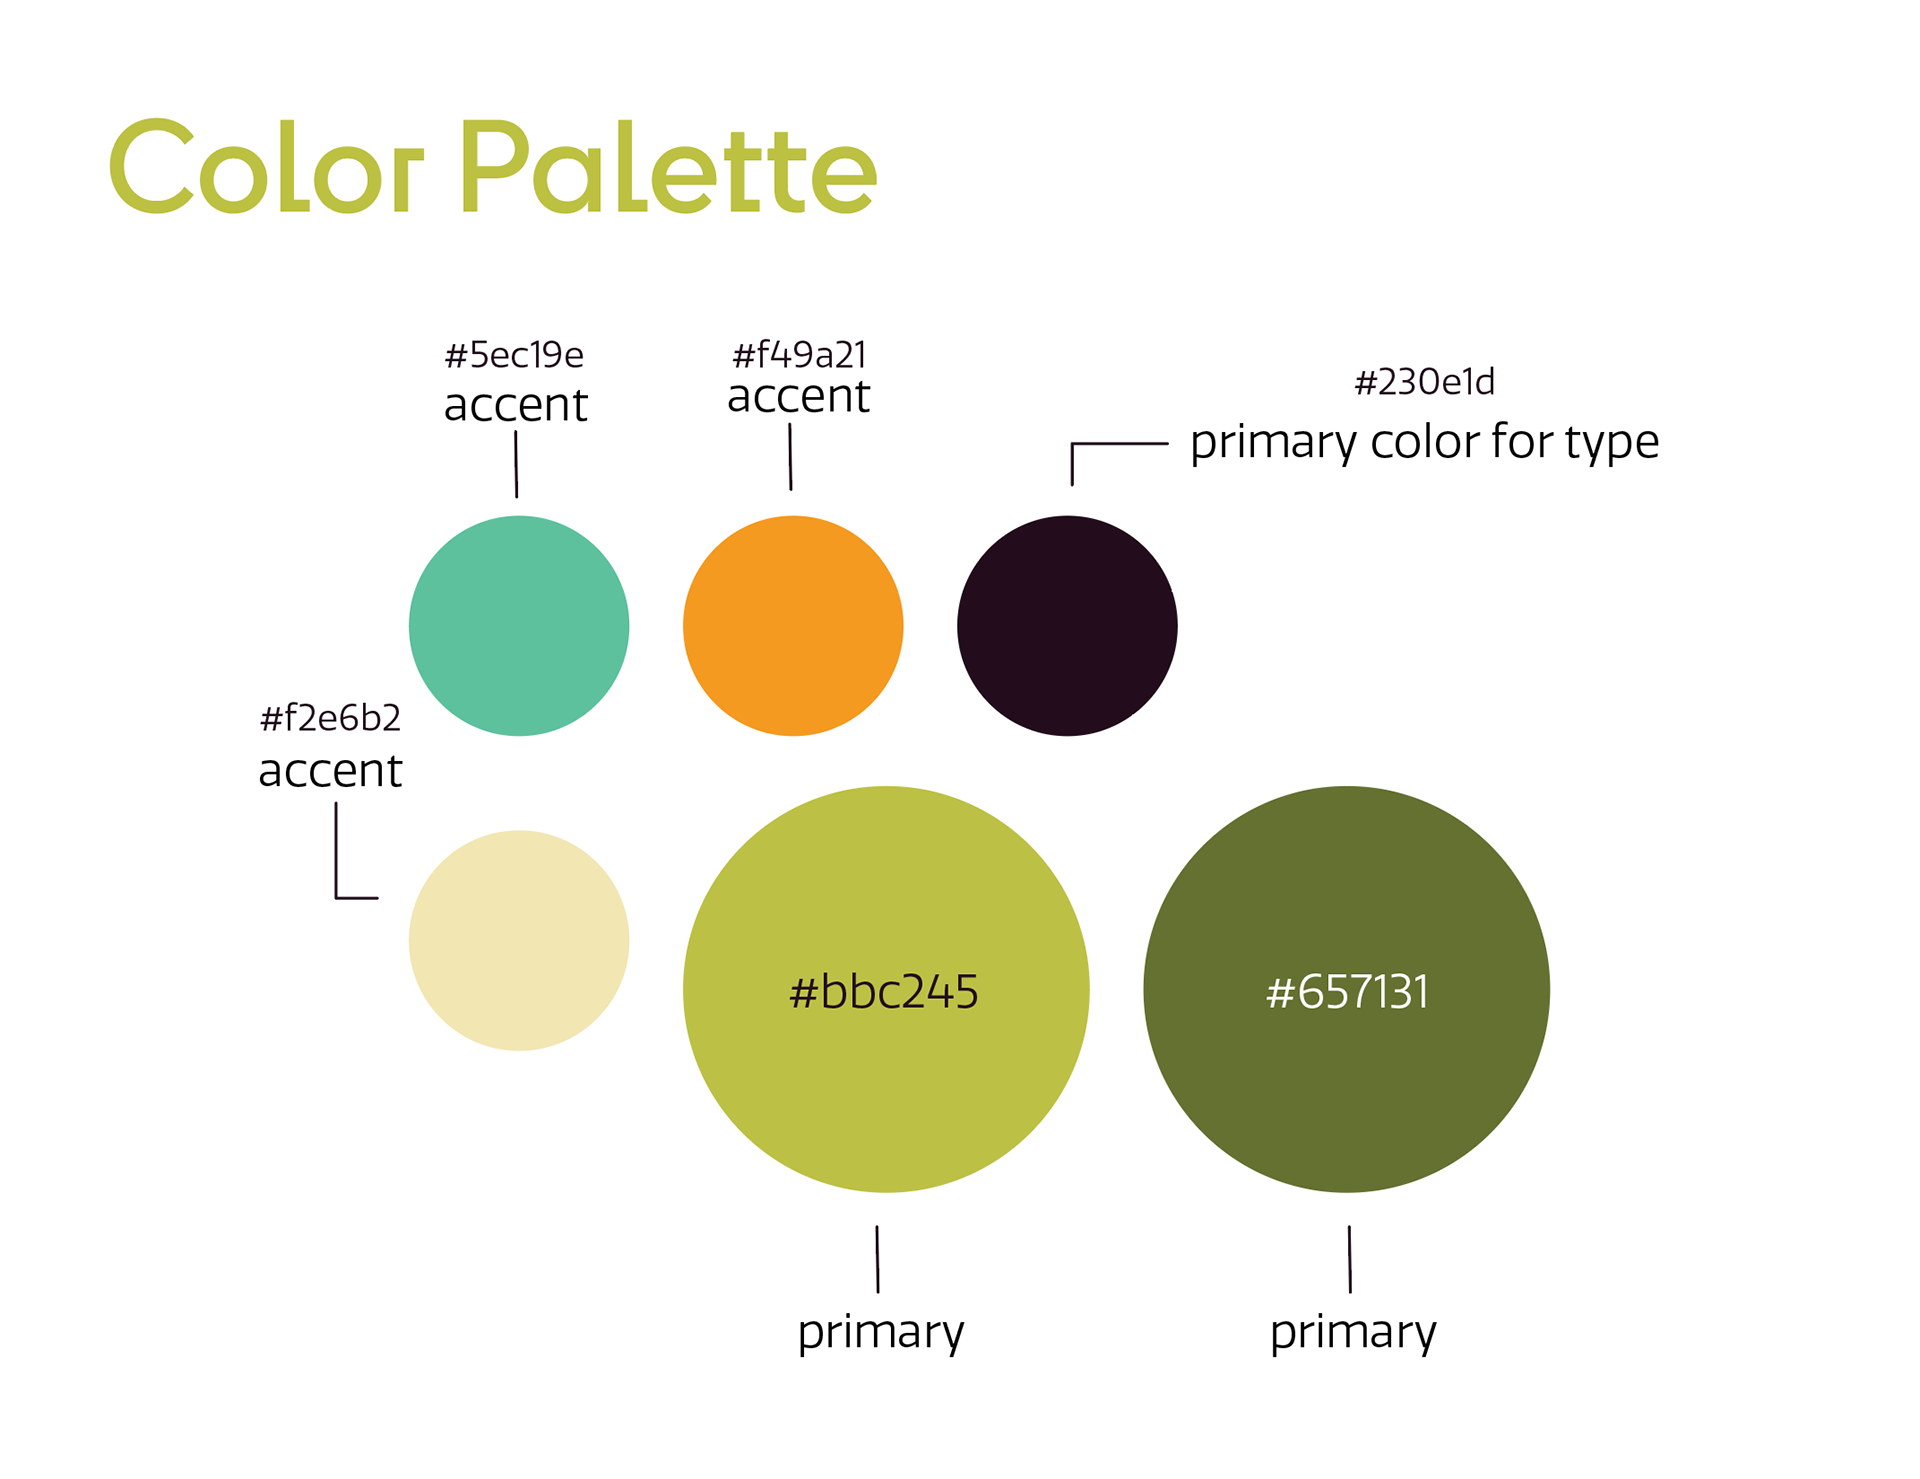 Color Palette
#5ec19e
accent
#f49a21
accent
#230e1d
primary color for type
#f2e6b2
accent
#bbc245
#657131
primary
primary